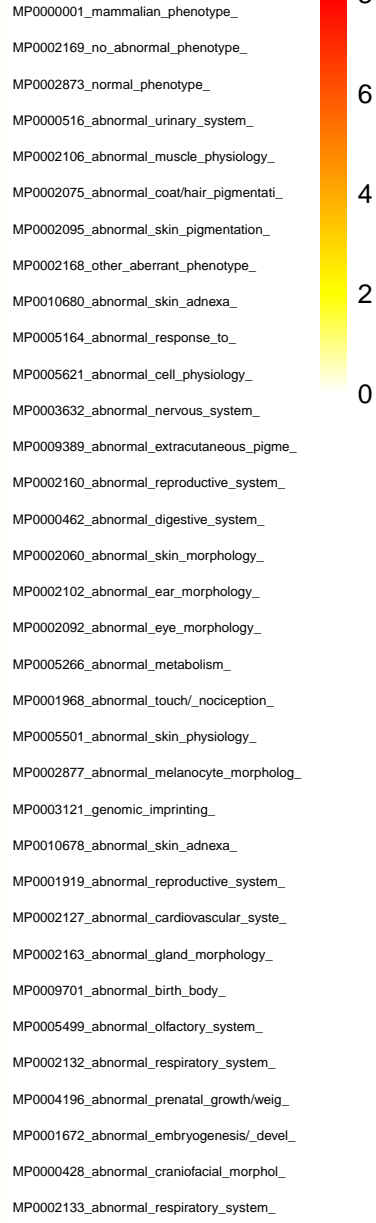 MP0000001_mammalian_phenotype_
MP0002169_no_abnormal_phenotype_
MP0002873_normal_phenotype_
6
MP0000516_abnormal_urinary_system_
MP0002106_abnormal_muscle_physiology_
MP0002075_abnormal_coat/hair_pigmentati_
4
MP0002095_abnormal_skin_pigmentation_
MP0002168_other_aberrant_phenotype_
2
MP0010680_abnormal_skin_adnexa_
MP0005164_abnormal_response_to_
MP0005621_abnormal_cell_physiology_
0
MP0003632_abnormal_nervous_system_
MP0009389_abnormal_extracutaneous_pigme_
MP0002160_abnormal_reproductive_system_
MP0000462_abnormal_digestive_system_
MP0002060_abnormal_skin_morphology_
MP0002102_abnormal_ear_morphology_
MP0002092_abnormal_eye_morphology_
MP0005266_abnormal_metabolism_
MP0001968_abnormal_touch/_nociception_
MP0005501_abnormal_skin_physiology_
MP0002877_abnormal_melanocyte_morpholog_
MP0003121_genomic_imprinting_
MP0010678_abnormal_skin_adnexa_
MP0001919_abnormal_reproductive_system_
MP0002127_abnormal_cardiovascular_syste_
MP0002163_abnormal_gland_morphology_
MP0009701_abnormal_birth_body_
MP0005499_abnormal_olfactory_system_
MP0002132_abnormal_respiratory_system_
MP0004196_abnormal_prenatal_growth/weig_
MP0001672_abnormal_embryogenesis/_devel_
MP0000428_abnormal_craniofacial_morphol_
MP0002133_abnormal_respiratory_system_